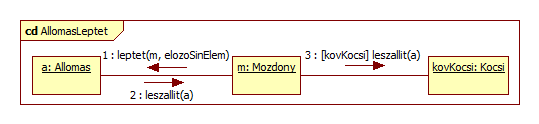 cd AllomasLeptet
1 : leptet(m, elozoSinElem)
3 : [kovKocsi] leszallit(a)
a: Allomas
m: Mozdony
kovKocsi: Kocsi
2 : leszallit(a)